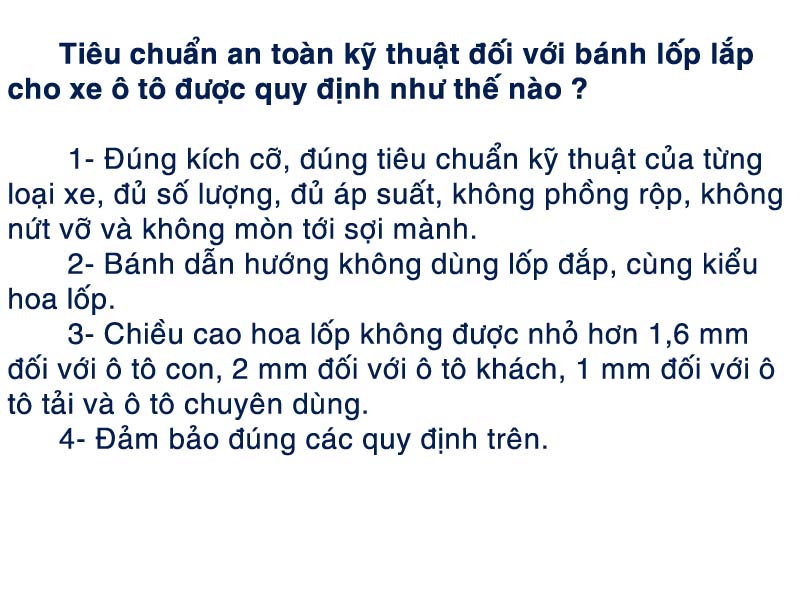 Tiêu chuẩn an toàn kỹ thuật đối với bánh lốp lắp
cho xe ô tô được quy định như thế nào ?
1- Đúng kích cỡ, đúng tiêu chuẩn kỹ thuật của từng
loại xe, đủ số lượng, đủ áp suất, không phồng rộp, không
nứt vỡ và không mòn tới sợi mành.
2- Bánh dẫn hướng không dùng lốp đắp, cùng kiểu
hoa lốp.
3- Chiều cao hoa lốp không được nhỏ hơn 1,6 mm
đối với ô tô con, 2 mm đối với ô tô khách, 1 mm đối với ô
tô tải và ô tô chuyên dùng.
4- Đảm bảo đúng các quy định trên.